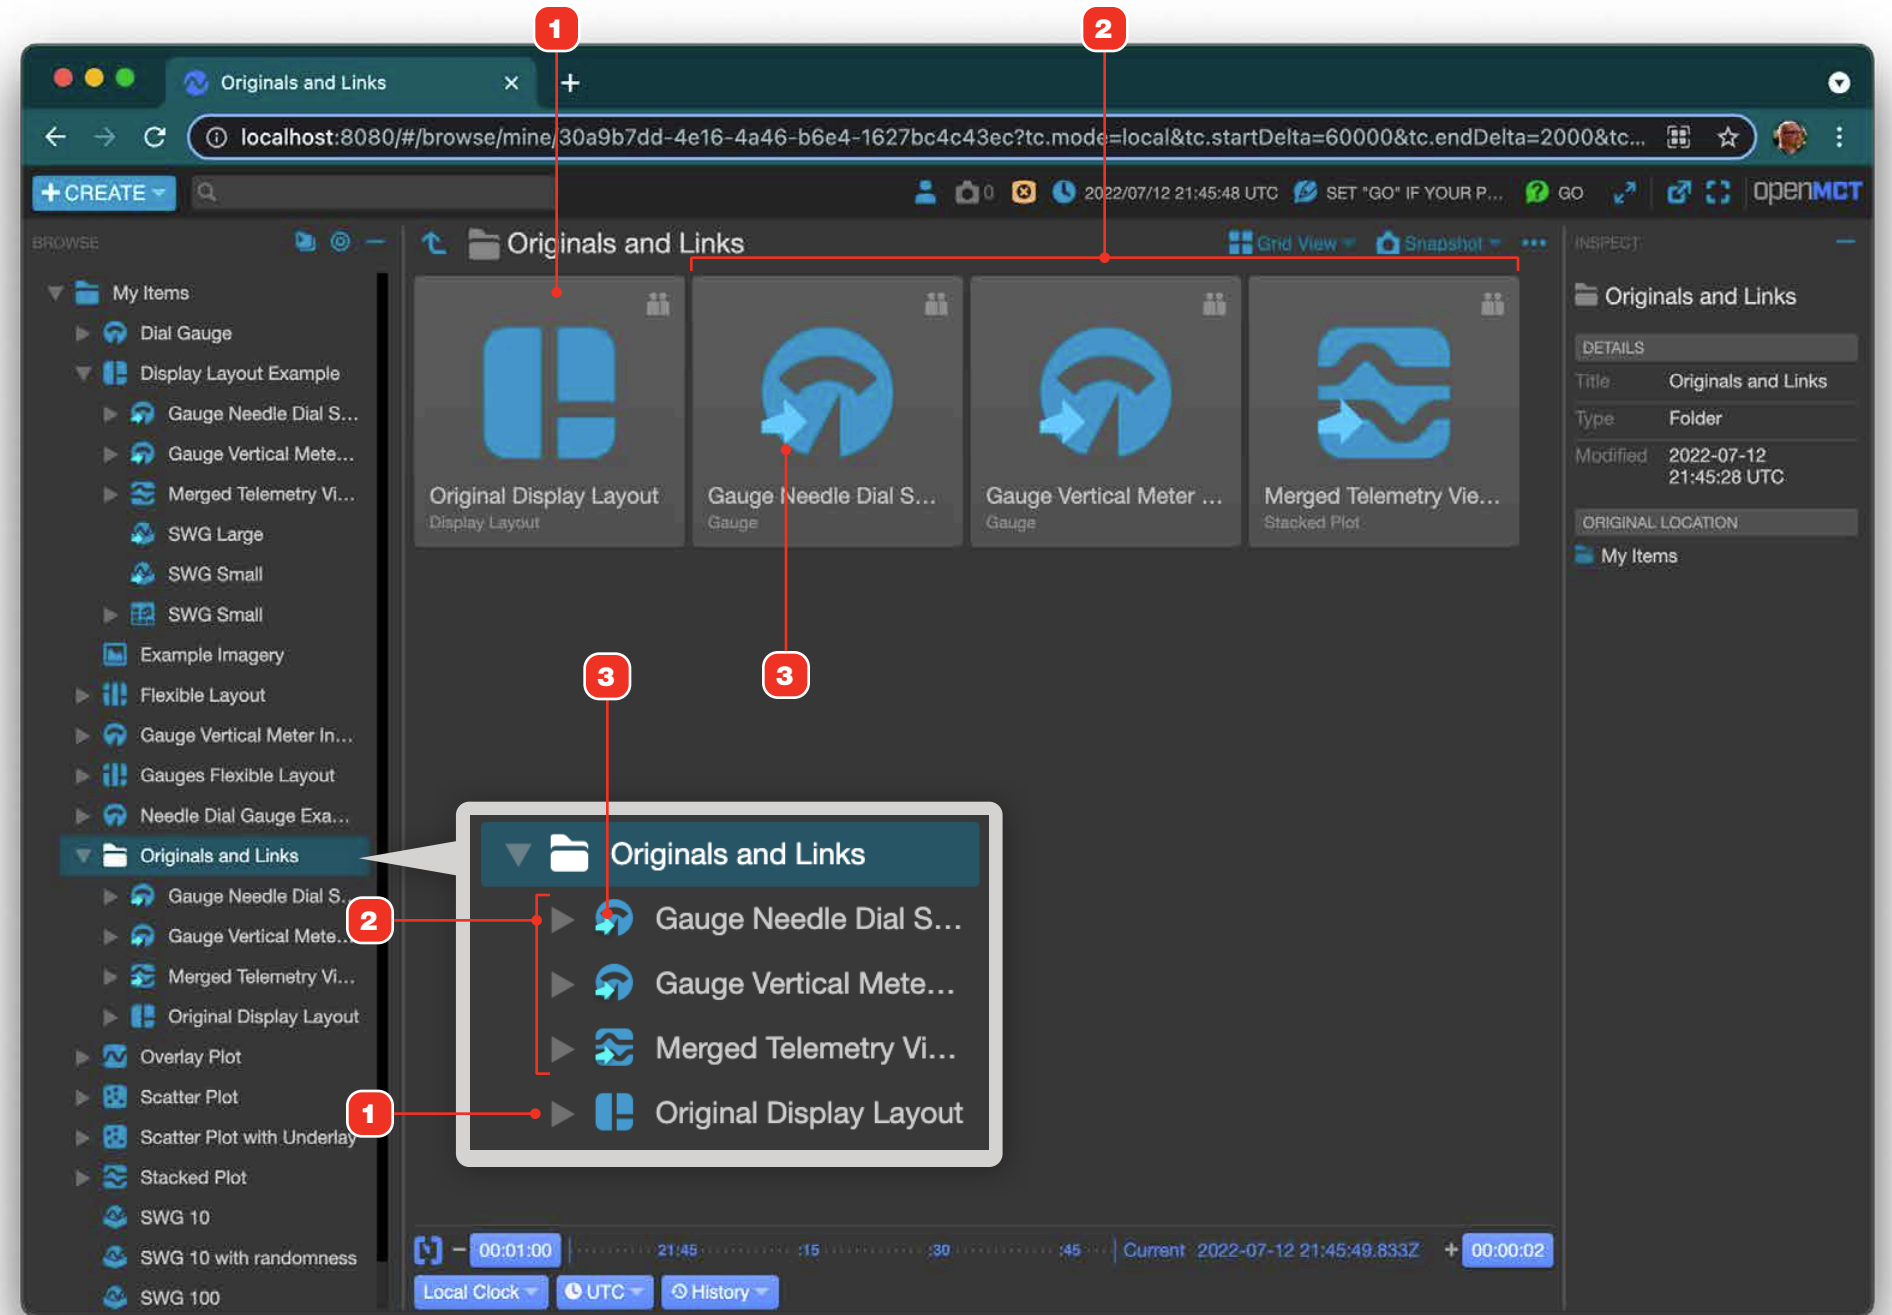 1
2
Originals and Links
localhost:8080/#/browse/mine/30a9b7dd-4e16-4a46-b6e4-1627bc4c43ec?tc.mode=local&tc.startDelta=60000&tc.endDelta=2000&tc...
+ CREATE
0
2022/07/12 21:45:48 UTC
SET "GO" IF YOUR P...
GO
openMCT
BROWSE
My Items
Dial Gauge
Display Layout Example
Gauge Needle Dial S...
Gauge Vertical Mete...
Merged Telemetry Vi...
SWG Large
SWG Small
SWG Small
Example Imagery
Flexible Layout
Gauge Vertical Meter In...
Gauges Flexible Layout
Needle Dial Gauge Exa...
Originals and Links
Gauge Needle Dial S...
Gauge Vertical Mete...
Merged Telemetry Vi...
Original Display Layout
Overlay Plot
Scatter Plot
Scatter Plot with Underlay
Stacked Plot
SWG 10
SWG 10 with randomness
SWG 100
Originals and Links
Grid View
Snapshot
Original Display Layout
Display Layout
Gauge Needle Dial S...
Gauge
Gauge Vertical Meter ...
Gauge
Merged Telemetry Vie...
Stacked Plot
3
3
Originals and Links
2
Gauge Needle Dial S...
Gauge Vertical Mete...
Merged Telemetry Vi...
1
Original Display Layout
INSPECT
Originals and Links
DETAILS
Title Originals and Links
Type Folder
Modified 2022-07-12
21:45:28 UTC
ORIGINAL LOCATION
My Items
- 00:01:00 21:45 :15 :30 :45 Current 2022-07-12 21:45:49.833Z + 00:00:02
Local Clock UTC History